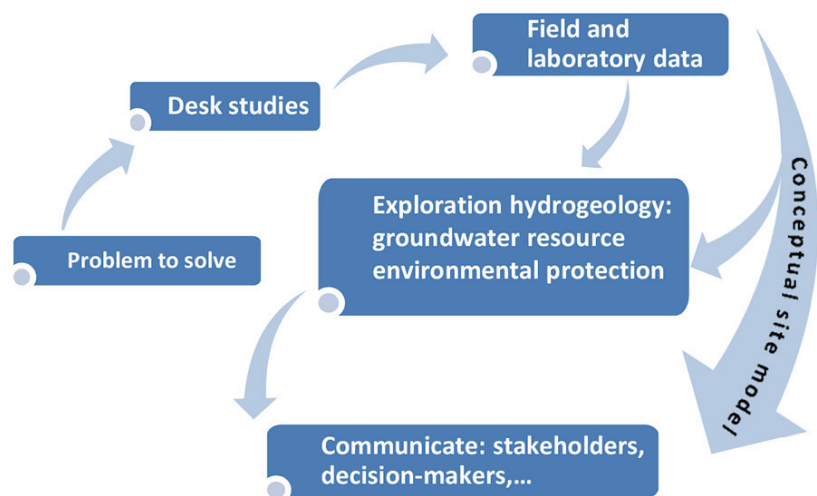 Problem to solve
Desk studies
Field and
laboratory data
Exploration hydrogeology:
groundwater resource
environmental protection
Conceptual site model
Communicate: stakeholders,
decision-makers,…